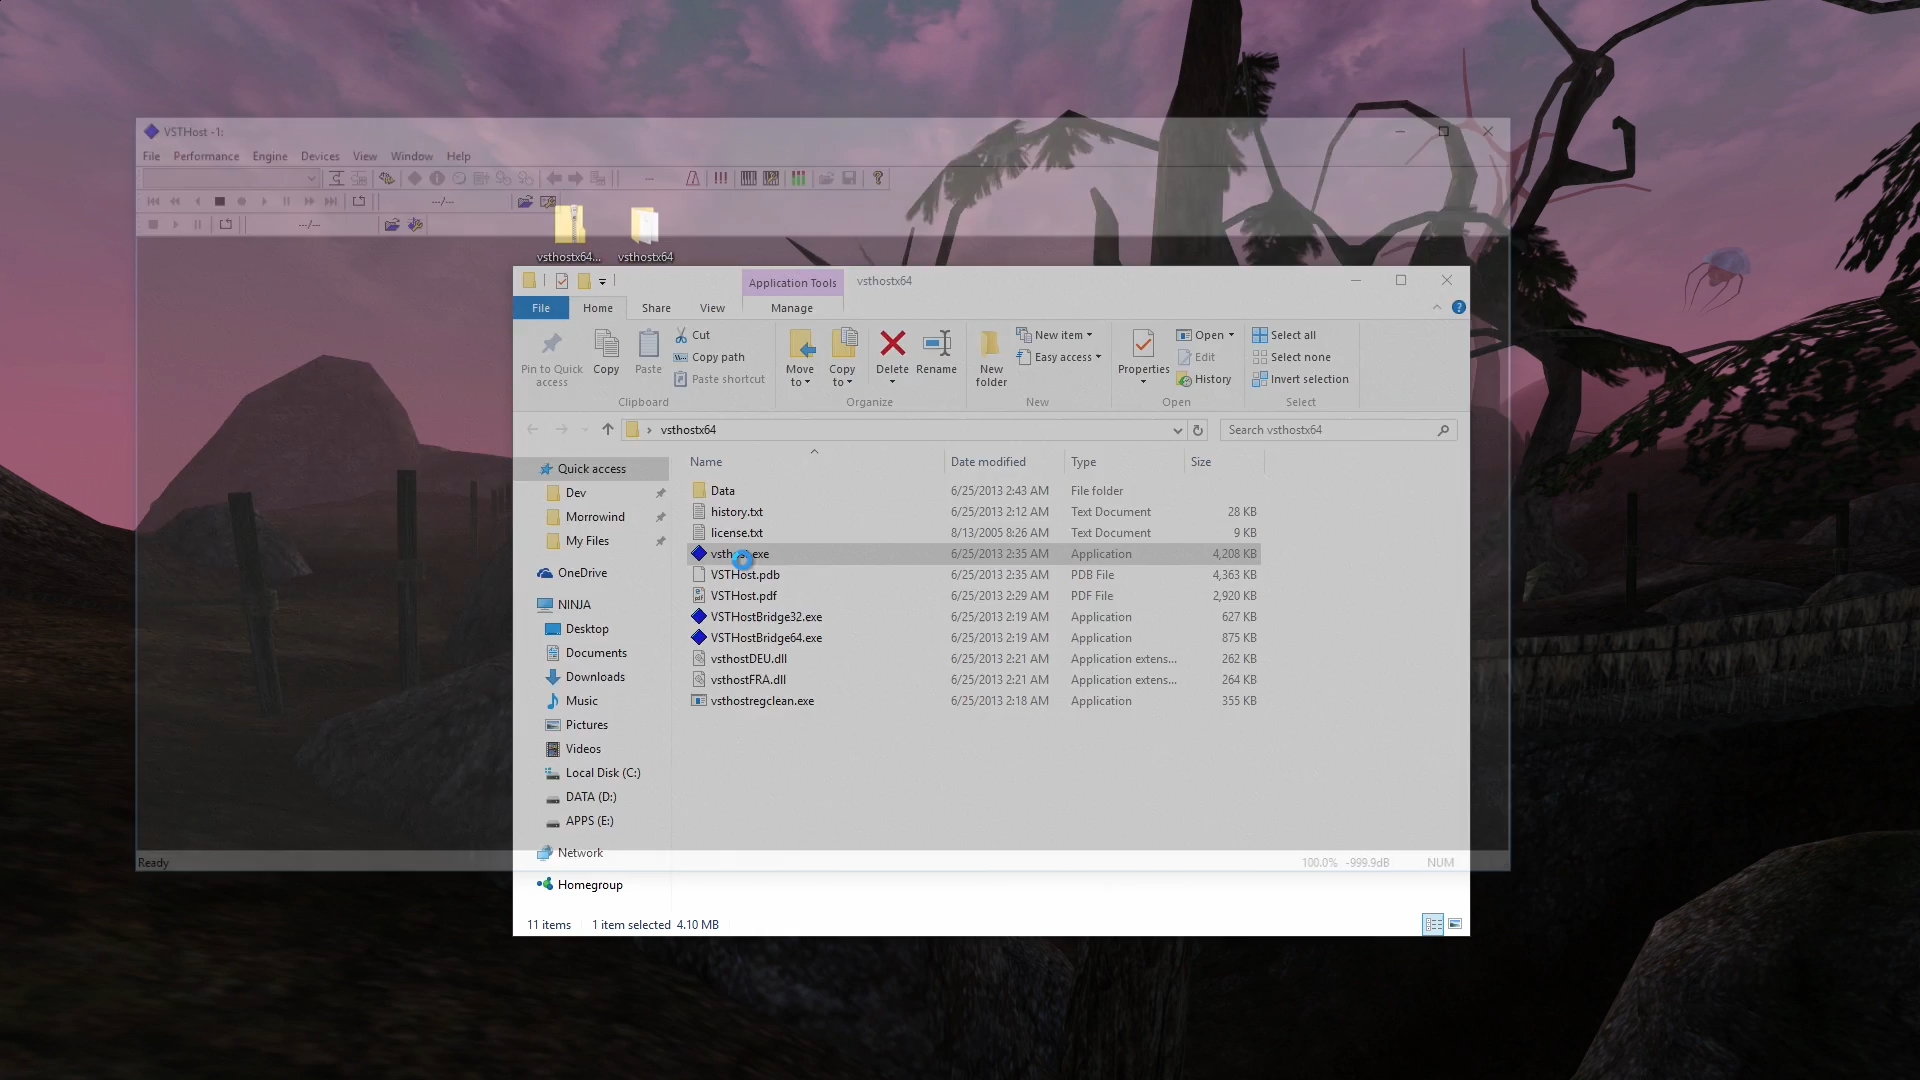 VSTHost -1:
File Performance Engine Devices View Window Help
---/---
---/---
vsthostx64... vsthostx64
Application Tools vsthostx64
File Home Share View Manage
Pin to Quick access
Copy
Paste
Cut
Copy path
Paste shortcut
Clipboard
Move to
Copy to
Delete
Rename
Organize
New folder
New item
Easy access
New
Properties
Open
Edit
History
Open
Select all
Select none
Invert selection
Select
vsthostx64
Search vsthostx64
Quick access
Dev
Morrowind
My Files
OneDrive
NINJA
Desktop
Documents
Downloads
Music
Pictures
Videos
Local Disk (C:)
DATA (D:)
APPS (E:)
Network
Homegroup
Name Date modified Type Size
Data 6/25/2013 2:43 AM File folder
history.txt 6/25/2013 2:12 AM Text Document 28 KB
license.txt 8/13/2005 8:26 AM Text Document 9 KB
6/25/2013 2:35 AM Application 4,208 KB
VSTHost.pdb 6/25/2013 2:35 AM PDB File 4,363 KB
VSTHost.pdf 6/25/2013 2:29 AM PDF File 2,920 KB
VSTHostBridge32.exe 6/25/2013 2:19 AM Application 627 KB
VSTHostBridge64.exe 6/25/2013 2:19 AM Application 875 KB
vsthostDEU.dll 6/25/2013 2:21 AM Application extens... 262 KB
vsthostFRA.dll 6/25/2013 2:21 AM Application extens... 264 KB
vsthostregclean.exe 6/25/2013 2:18 AM Application 355 KB
Ready 100.0% -999.9dB NUM
11 items 1 item selected 4.10 MB